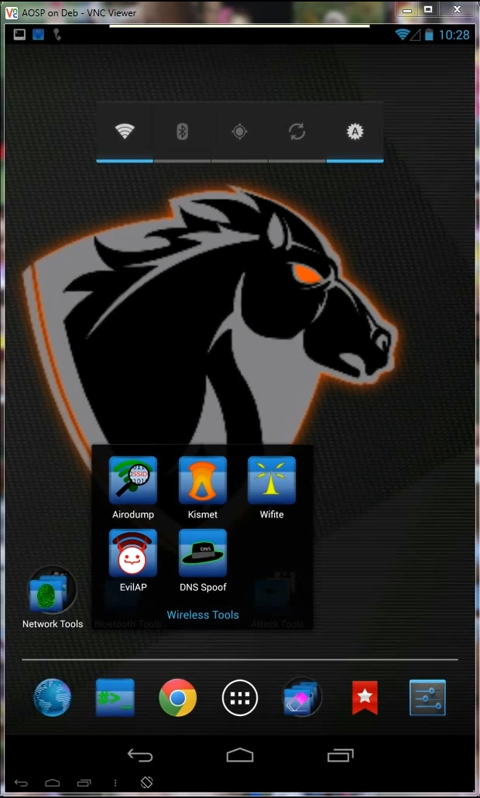 AOSP on Deb - VNC Viewer
10:28
Airodump
Kismet
Wifite
DNS
EvilAP
DNS Spoof
Network Tools
Bluetooth Tools
Attack Tools
Wireless Tools